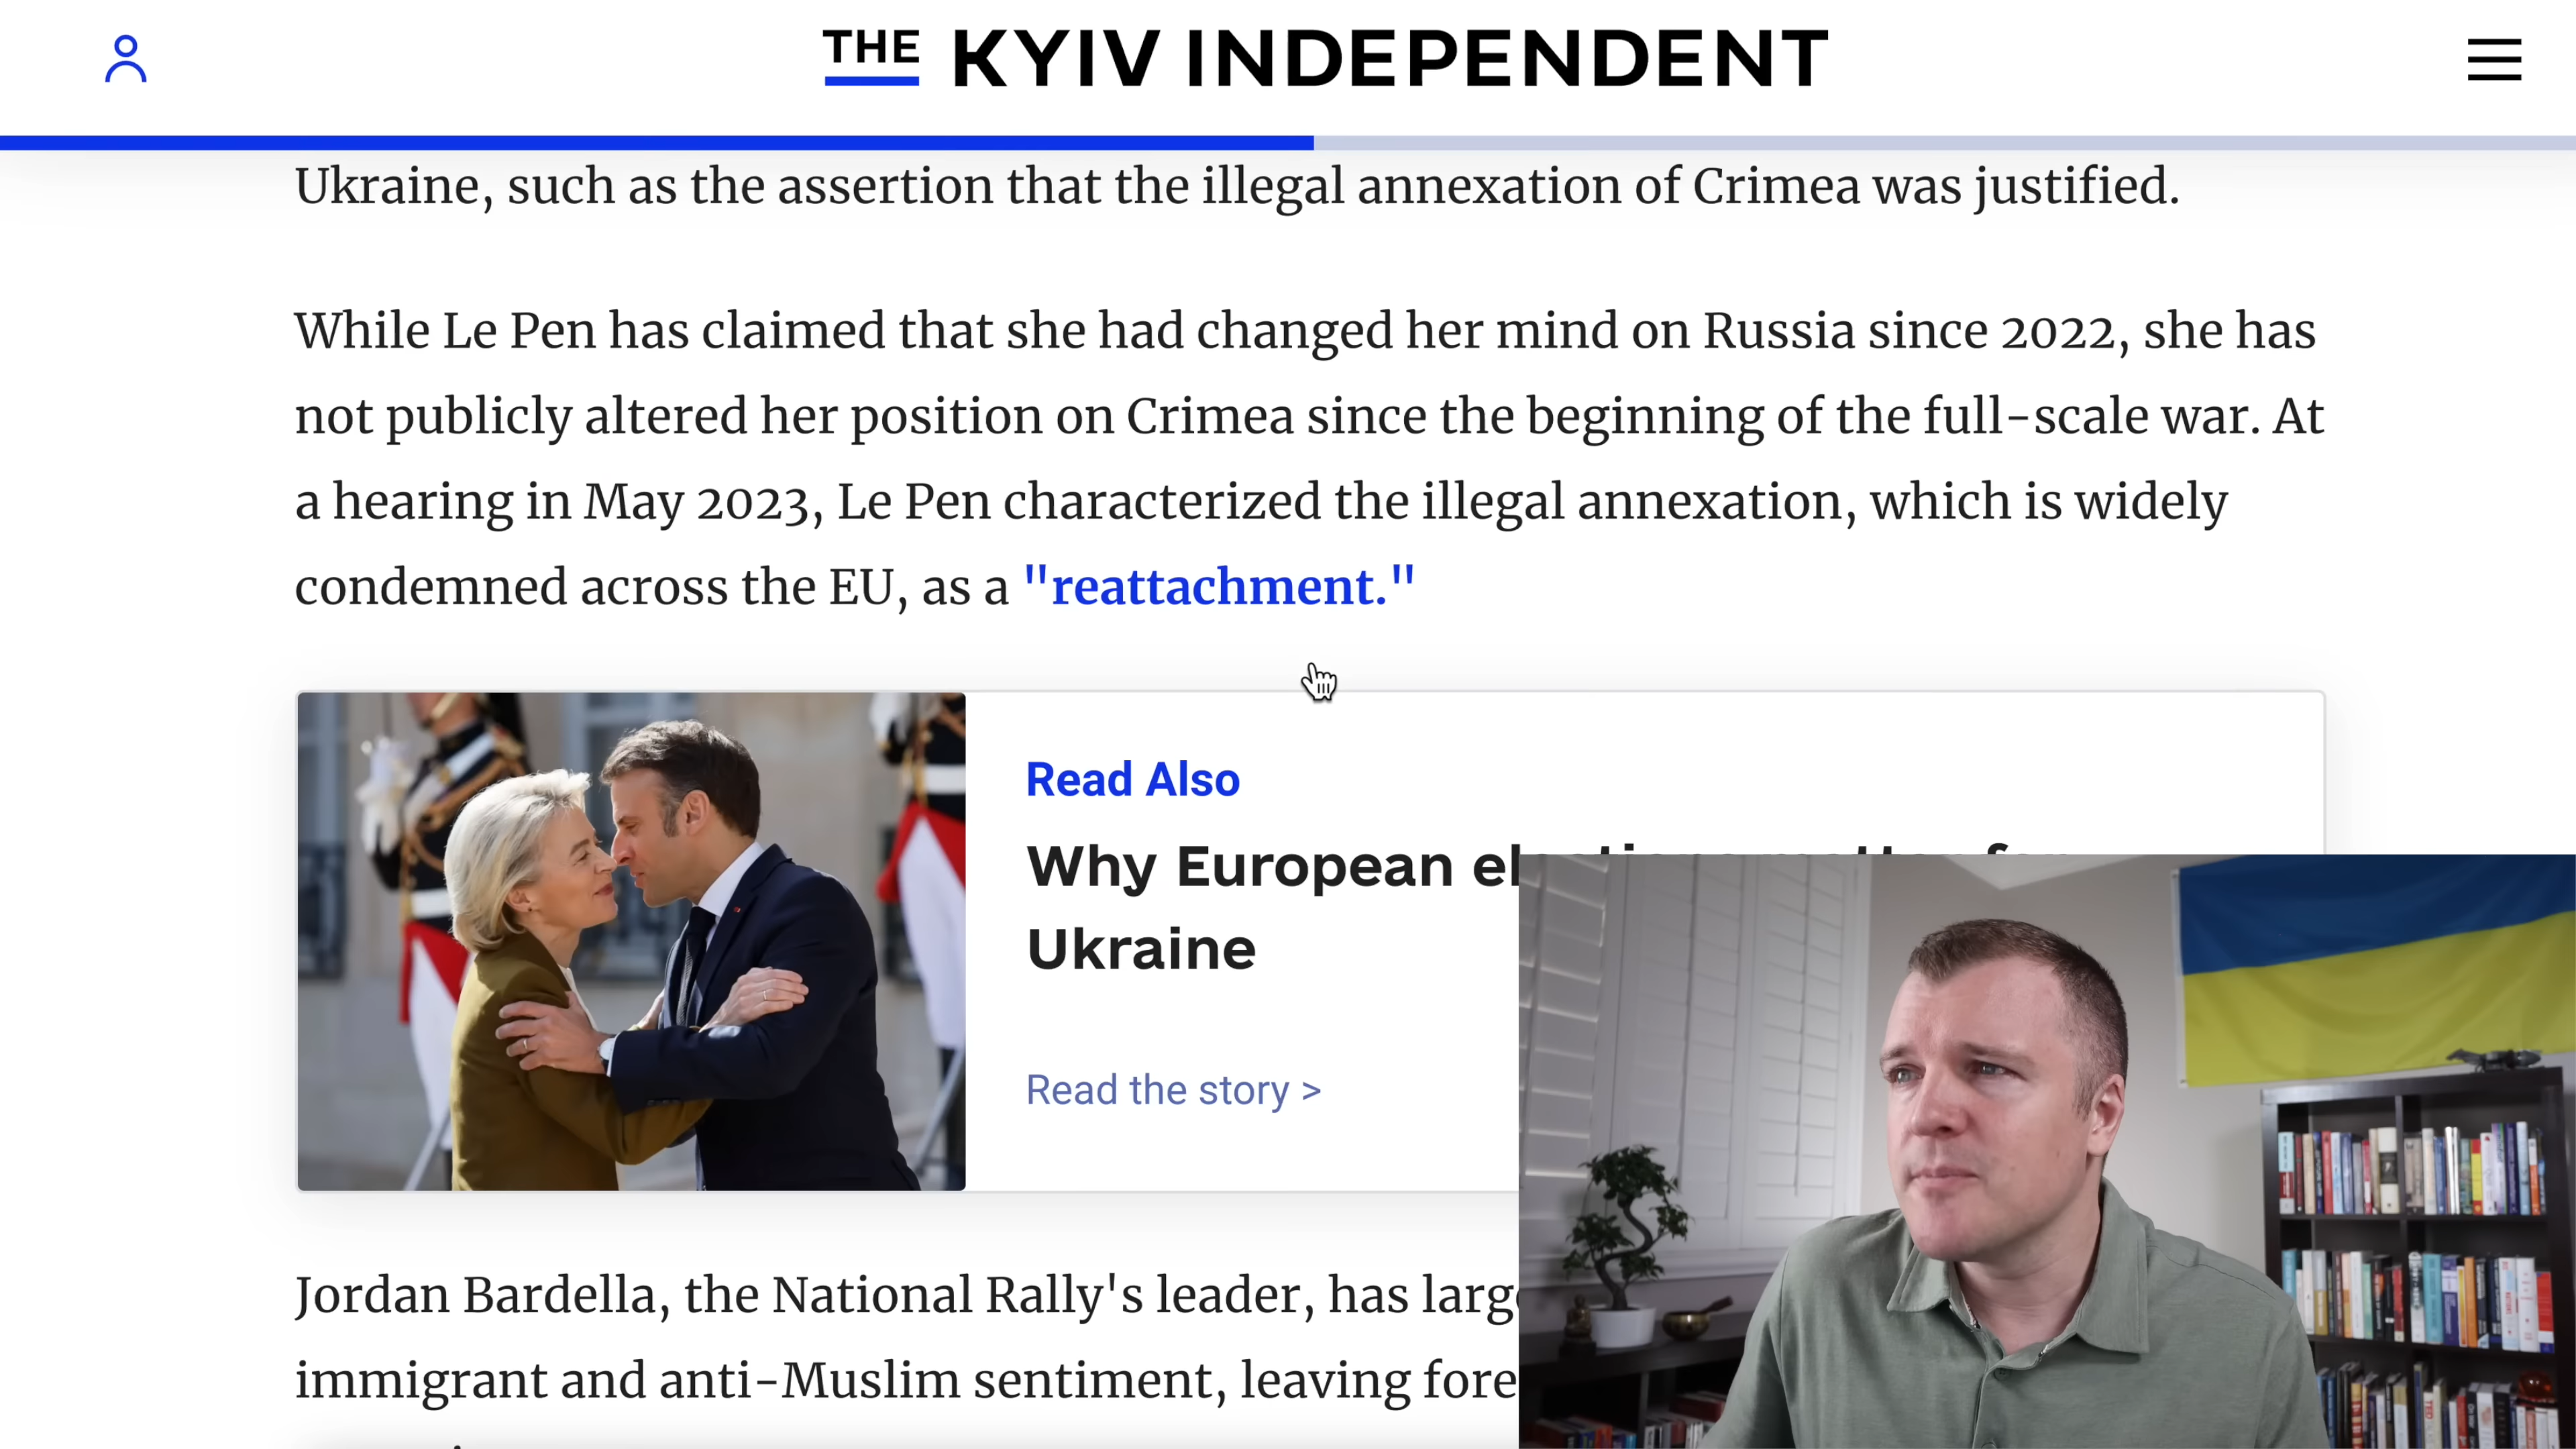 THE KYIV INDEPENDENT
Ukraine, such as the assertion that the illegal annexation of Crimea was justified.
While Le Pen has claimed that she had changed her mind on Russia since 2022, she has
not publicly altered her position on Crimea since the beginning of the full-scale war. At
a hearing in May 2023, Le Pen characterized the illegal annexation, which is widely
condemned across the EU, as a "reattachment."
Read Also
Why European
Ukraine
Read the story >
Jordan Bardella, the National Rally's leader, has
immigrant and anti-Muslim sentiment, leaving